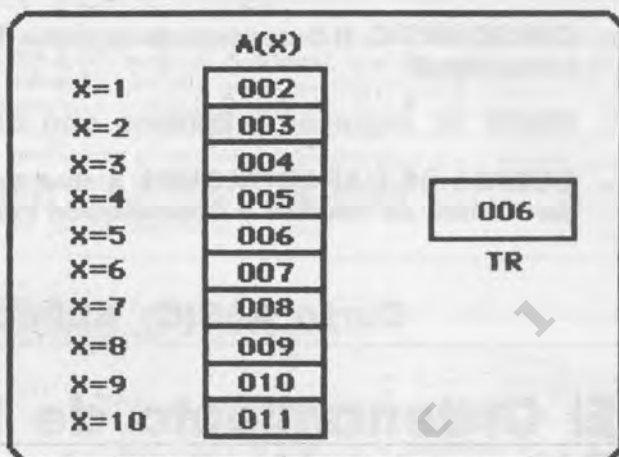 A(X)
X=1 002
X=2 003
X=3 004
X=4 005
X=5 006
X=6 007
X=7 008
X=8 009
X=9 010
X=10 011
006
TR